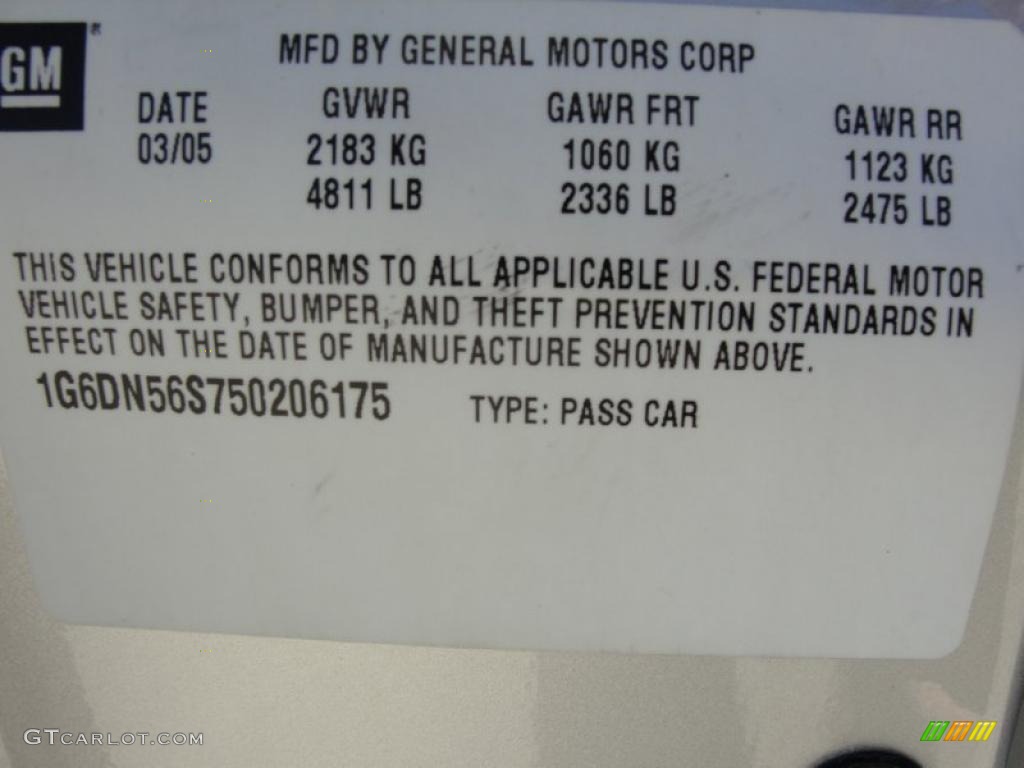 GM®
MFD BY GENERAL MOTORS CORP
DATE GVWR GAWR FRT GAWR RR
03/05 2183 KG 1060 KG 1123 KG
4811 LB 2336 LB 2475 LB
THIS VEHICLE CONFORMS TO ALL APPLICABLE U.S. FEDERAL MOTOR
VEHICLE SAFETY, BUMPER, AND THEFT PREVENTION STANDARDS IN
EFFECT ON THE DATE OF MANUFACTURE SHOWN ABOVE.
1G6DN56S750206175 TYPE: PASS CAR
GTCARLOT.COM